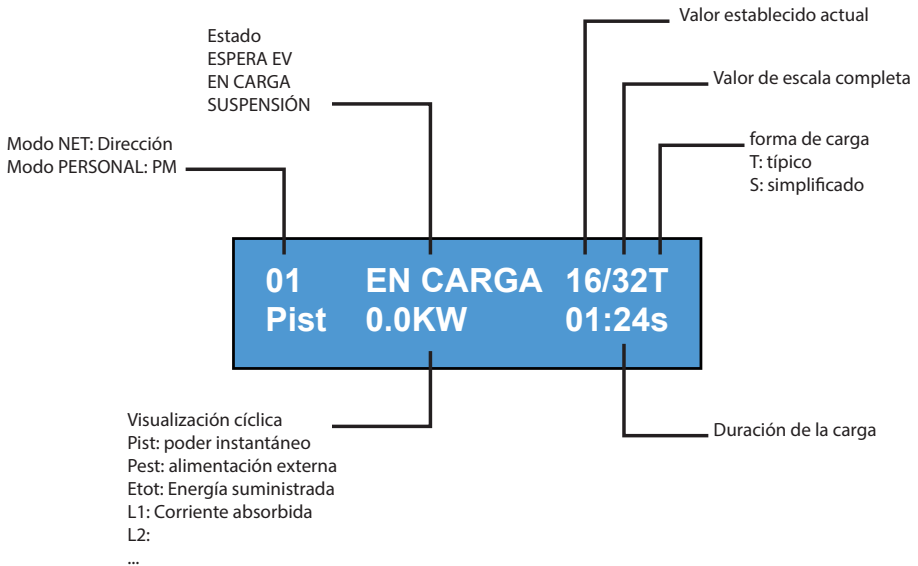 Valor establecido actual
Estado
ESPERA EV
EN CARGA
SUSPENSIÓN
Valor de escala completa
Modo NET: Dirección
Modo PERSONAL: PM
forma de carga
T: típico
S: simplificado
01 EN CARGA 16/32T
Pist 0.0KW 01:24s
Visualización cíclica
Pist: poder instantáneo
Pest: alimentación externa
Etot: Energía suministrada
L1: Corriente absorbida
L2:
...
Duración de la carga